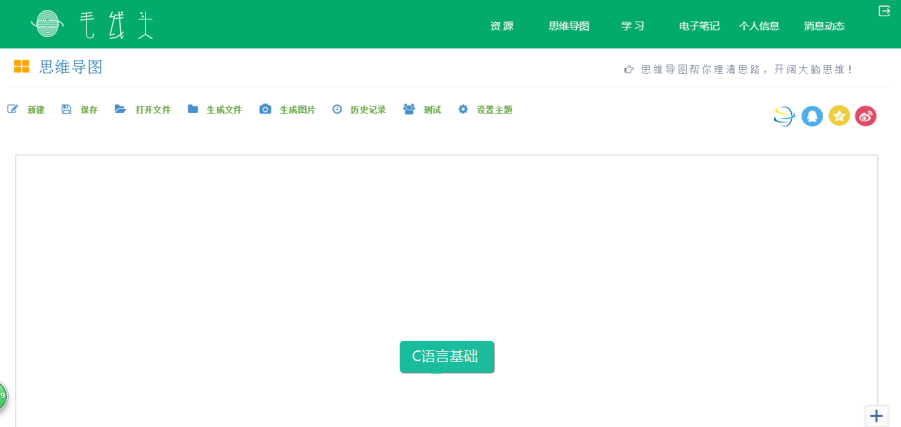 毛线头
资源 思维导图 学习 电子笔记 个人信息 消息动态
思维导图
思维导图帮你理清思路，开阔大脑思维！
新建 保存 打开文件 生成文件 生成图片 历史记录 测试 设置主题
C语言基础
9